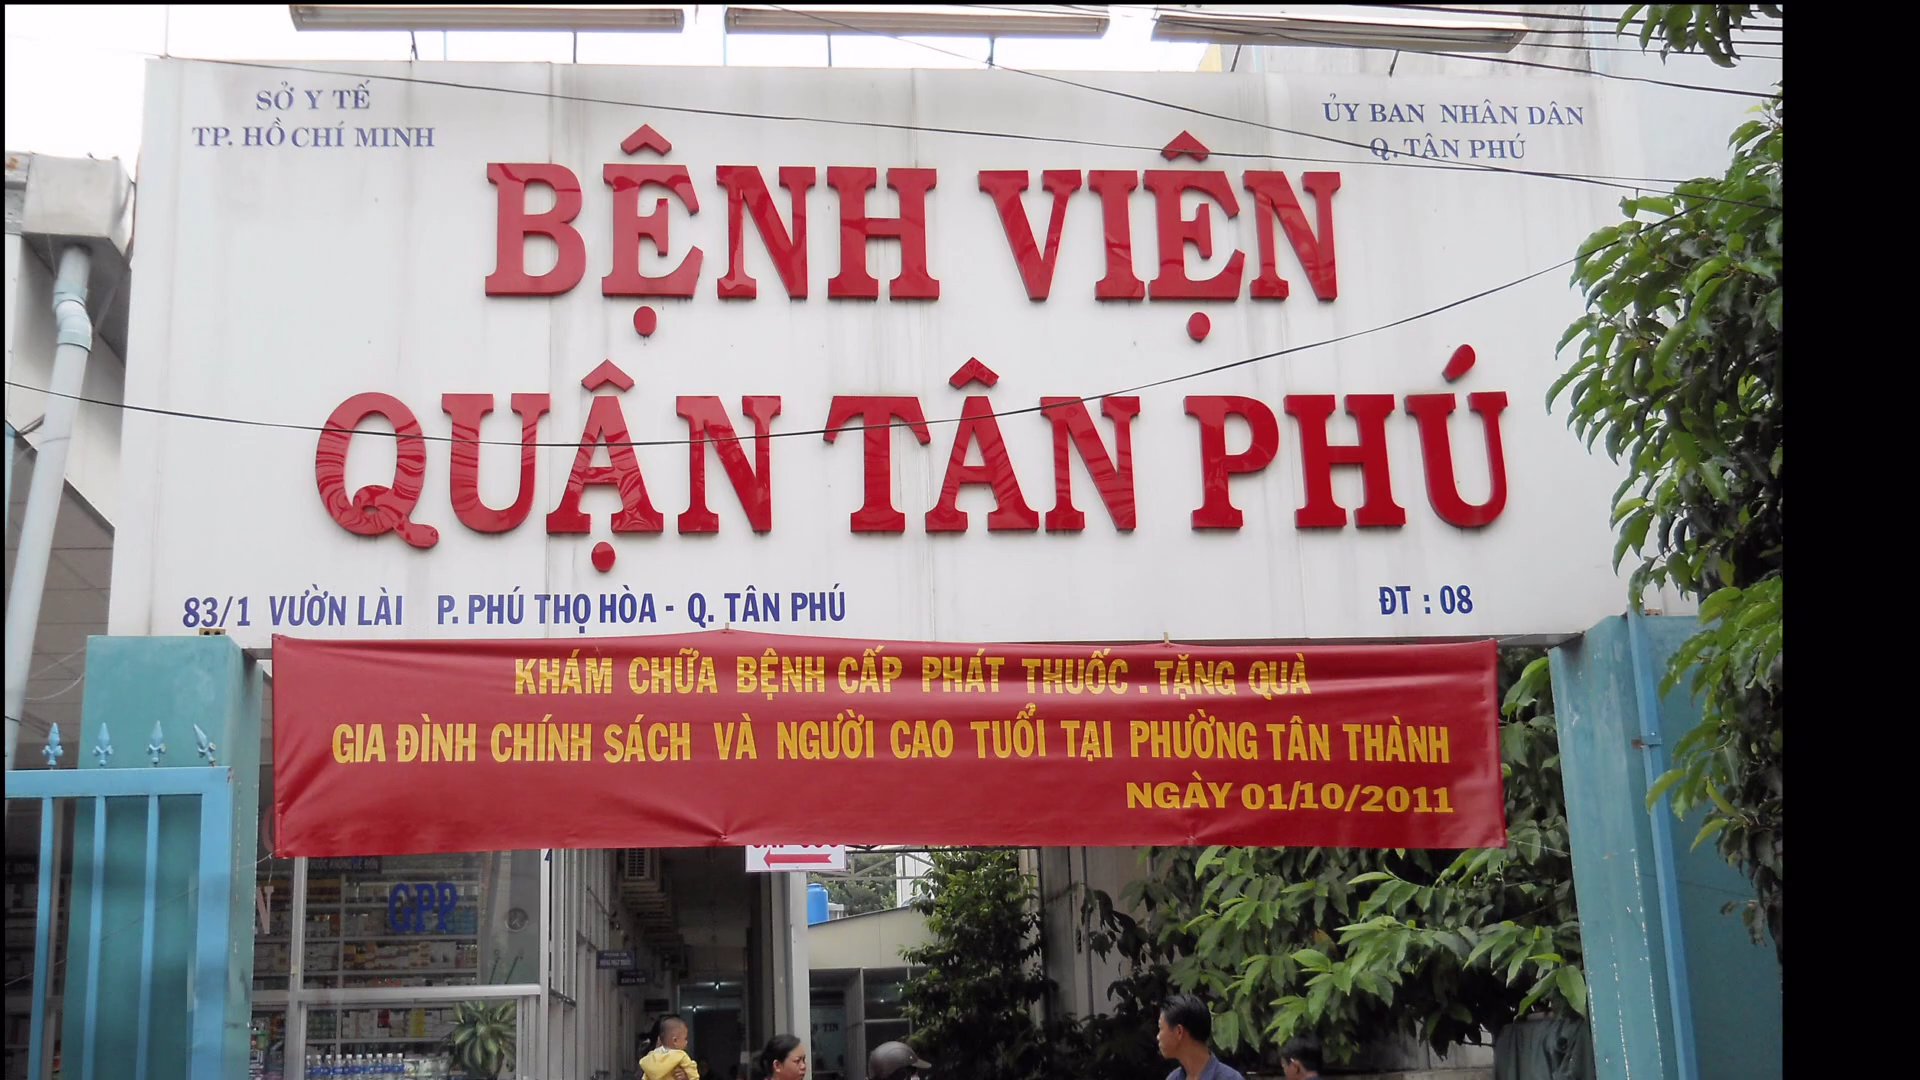 SỞ Y TẾ
TP. HỒ CHÍ MINH
ỦY BAN NHÂN DÂN
Q. TÂN PHÚ
BỆNH VIỆN
QUẬN TÂN PHÚ
83/1 VƯỜN LÀI P. PHÚ THỌ HÒA - Q. TÂN PHÚ
ĐT : 08
KHÁM CHỮA BỆNH CẤP PHÁT THUỐC . TẶNG QUÀ
GIA ĐÌNH CHÍNH SÁCH VÀ NGƯỜI CAO TUỔI TẠI PHƯỜNG TÂN THÀNH
NGÀY 01/10/2011
GPP